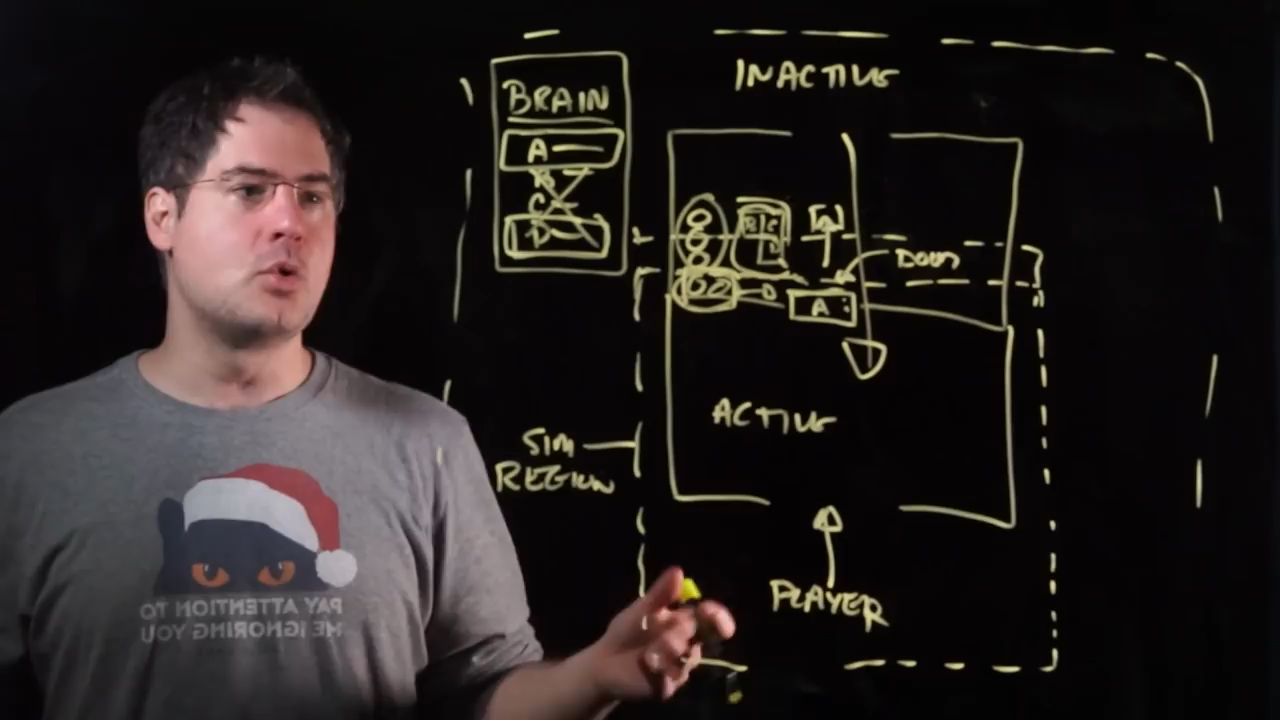 INACTIVE
BRAIN
A
B
C
D
B C
D
DOOR
D
A
ACTIVE
SIM
REGION
PLAYER
PAY ATTENTION TO
ME IGNORING YOU